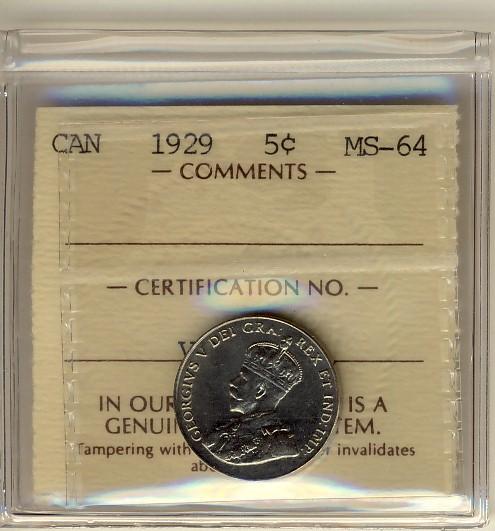 CAN 1929 5¢ MS-64
— COMMENTS —
— CERTIFICATION NO. —
GEORGIVS V DEI GRA: REX ET IND:IMP:
IN OUR IS A
GENUI TEM.
Tampering with r invalidates